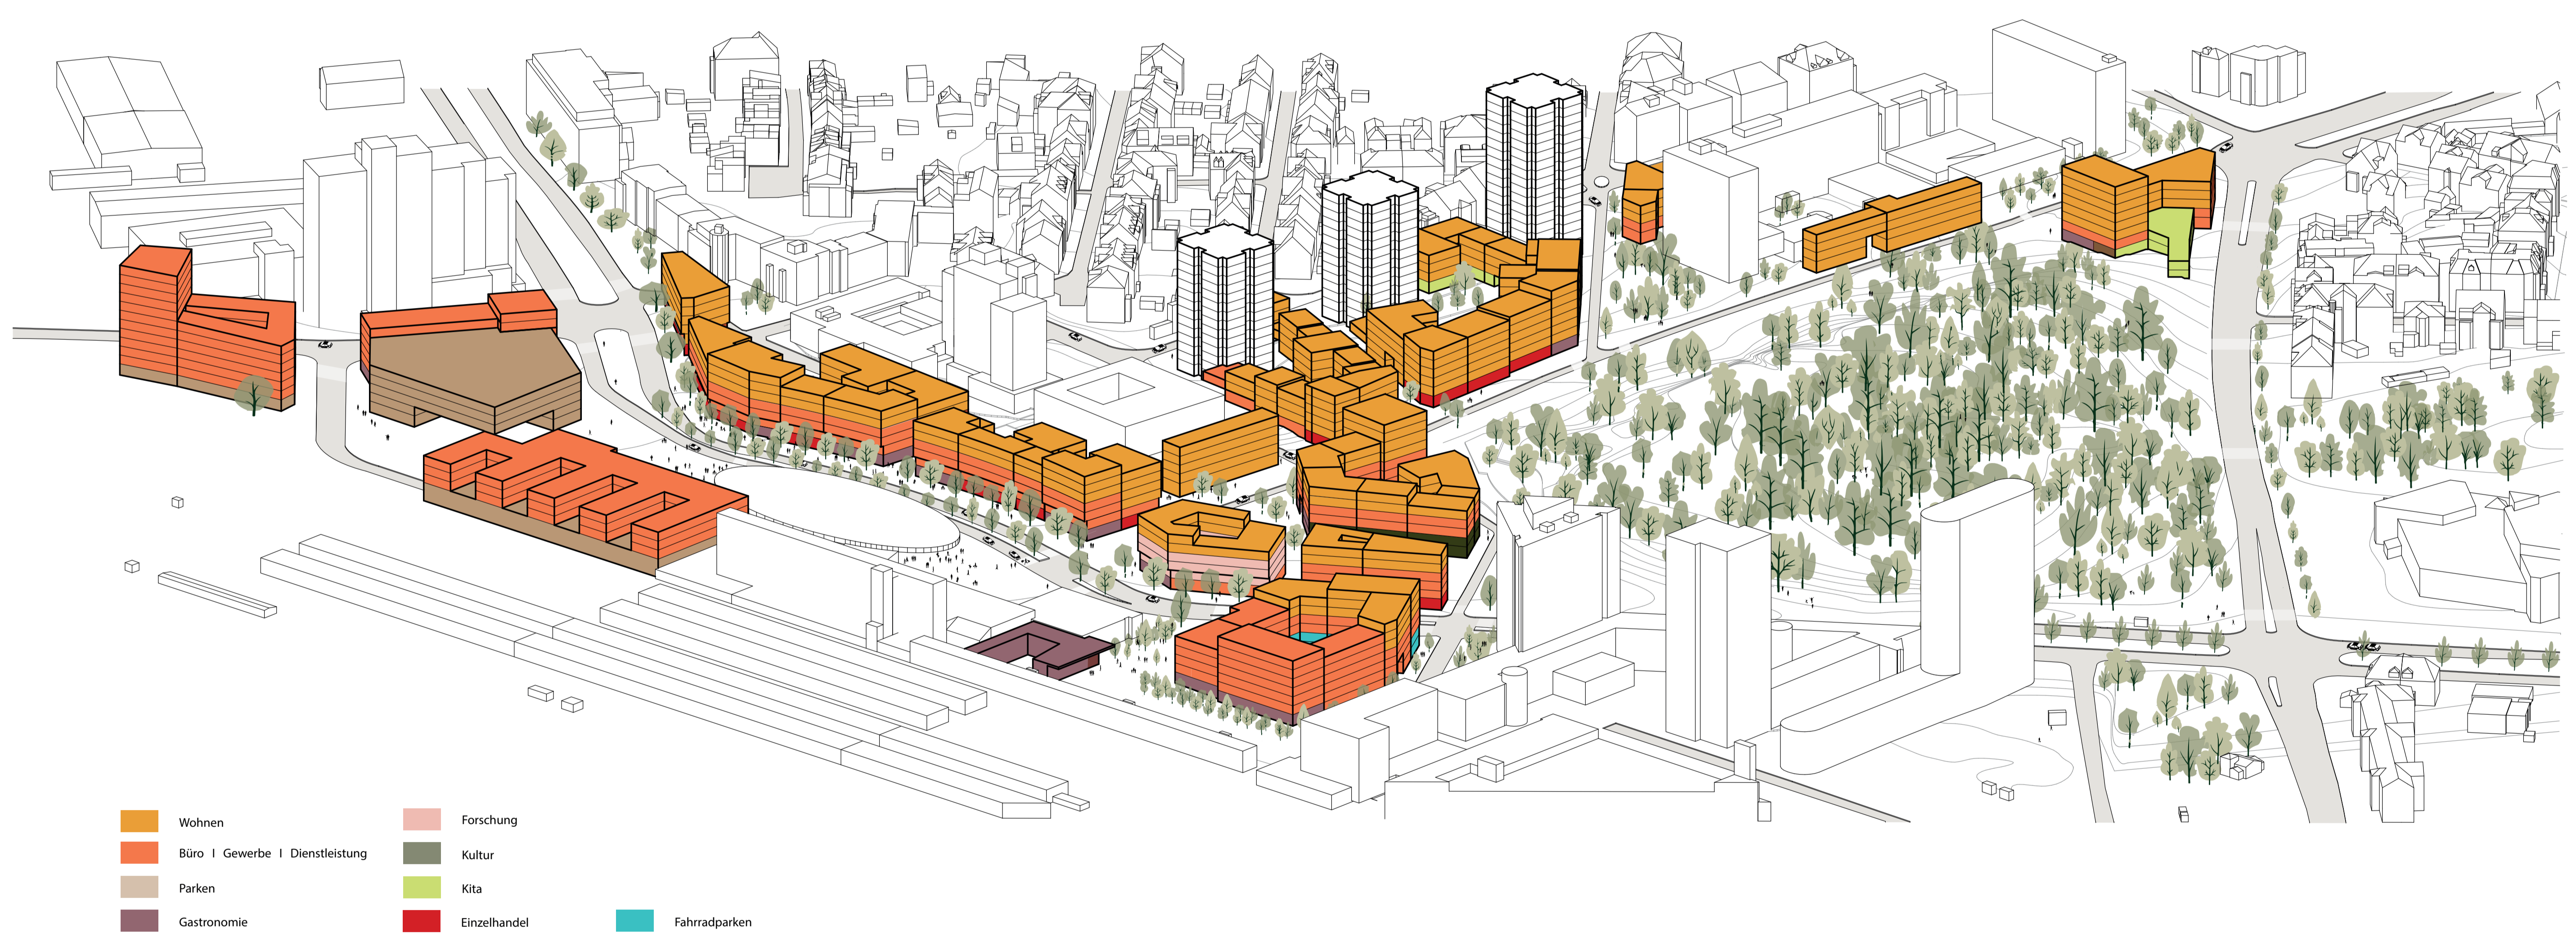 Wohnen
Büro I Gewerbe I Dienstleistung
Parken
Gastronomie
Forschung
Kultur
Kita
Einzelhandel
Fahrradparken